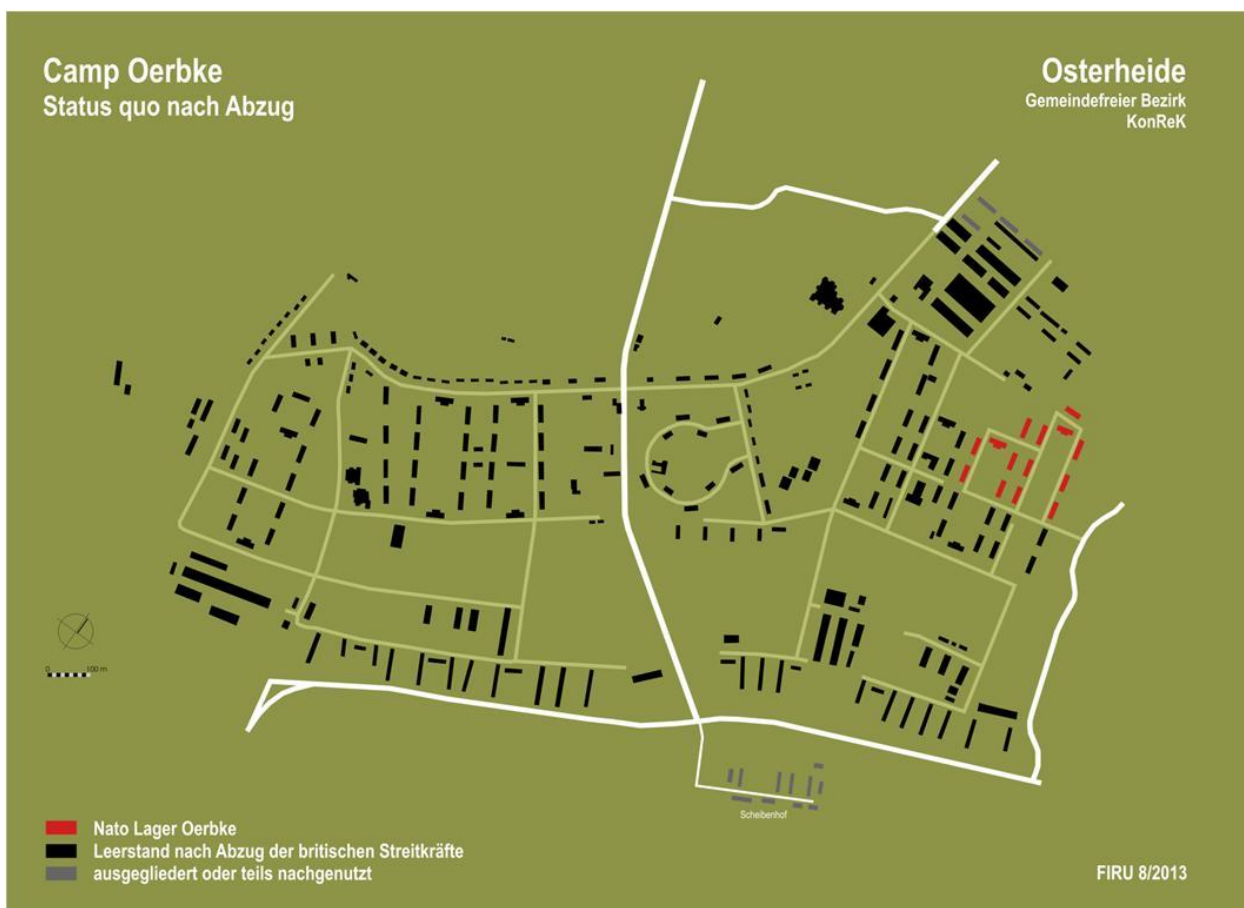 Camp Oerbke
Status quo nach Abzug
Osterheide
Gemeindefreier Bezirk
KonReK
0 100 m
Scheibenhof
Nato Lager Oerbke
Leerstand nach Abzug der britischen Streitkräfte
ausgegliedert oder teils nachgenutzt
FIRU 8/2013